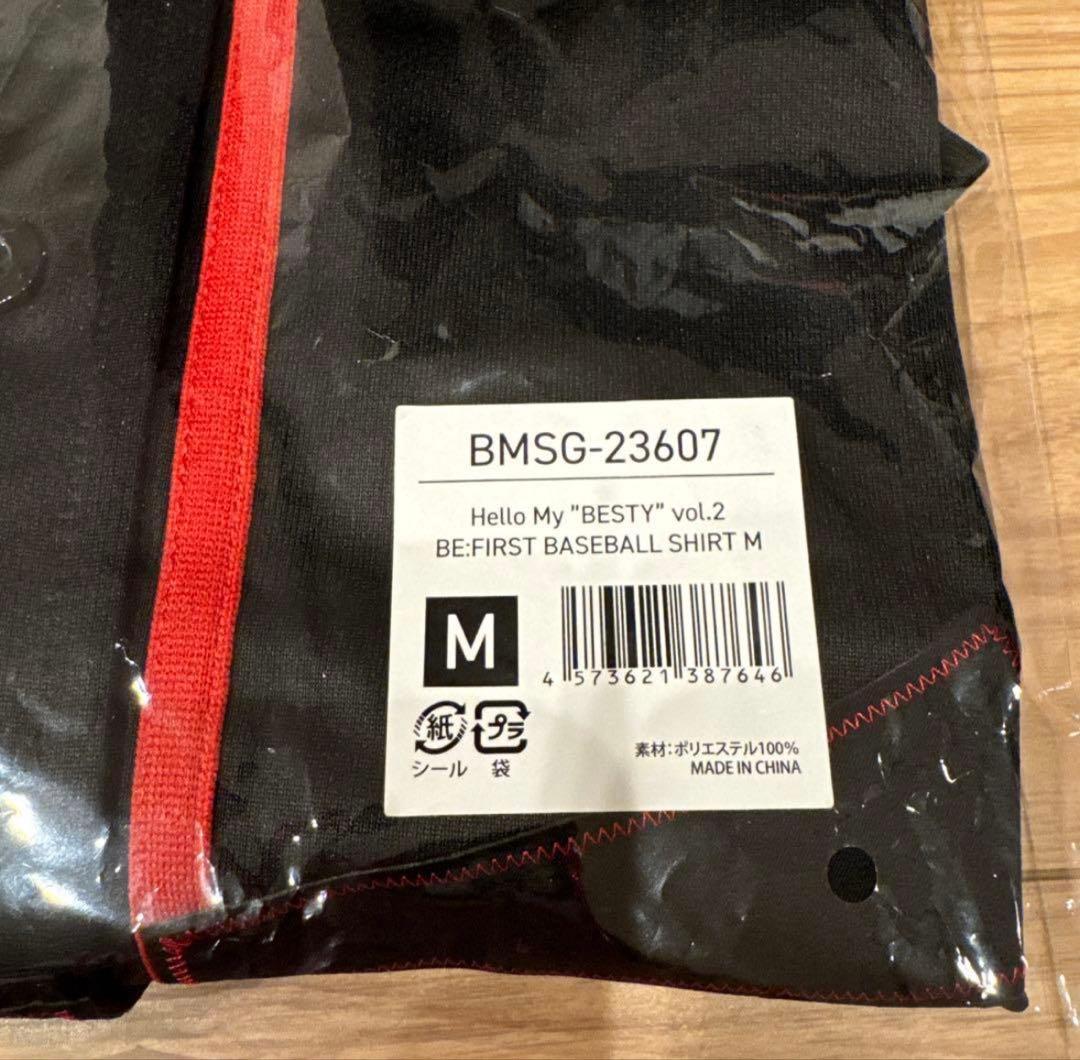 BMSG-23607
Hello My "BESTY" vol.2
BE:FIRST BASEBALL SHIRT M
M
4 573621 387646
紙 プラ
シール 袋
素材:ポリエステル100%
MADE IN CHINA